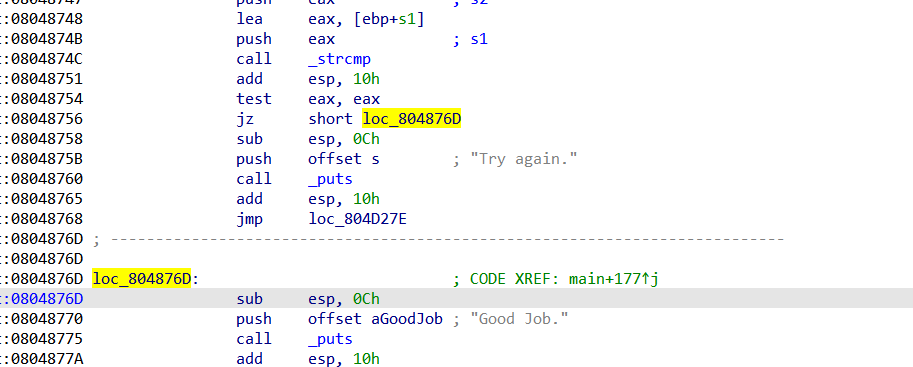 t:08048747 push eax ; s2
t:08048748 lea eax, [ebp+s1]
t:0804874B push eax ; s1
t:0804874C call _strcmp
t:08048751 add esp, 10h
t:08048754 test eax, eax
t:08048756 jz short loc_804876D
t:08048758 sub esp, 0Ch
t:0804875B push offset s ; "Try again."
t:08048760 call _puts
t:08048765 add esp, 10h
t:08048768 jmp loc_804D27E
t:0804876D ; ---------------------------------------------------------------------------
t:0804876D
t:0804876D loc_804876D: ; CODE XREF: main+177↑j
t:0804876D sub esp, 0Ch
t:08048770 push offset aGoodJob ; "Good Job."
t:08048775 call _puts
t:0804877A add esp, 10h